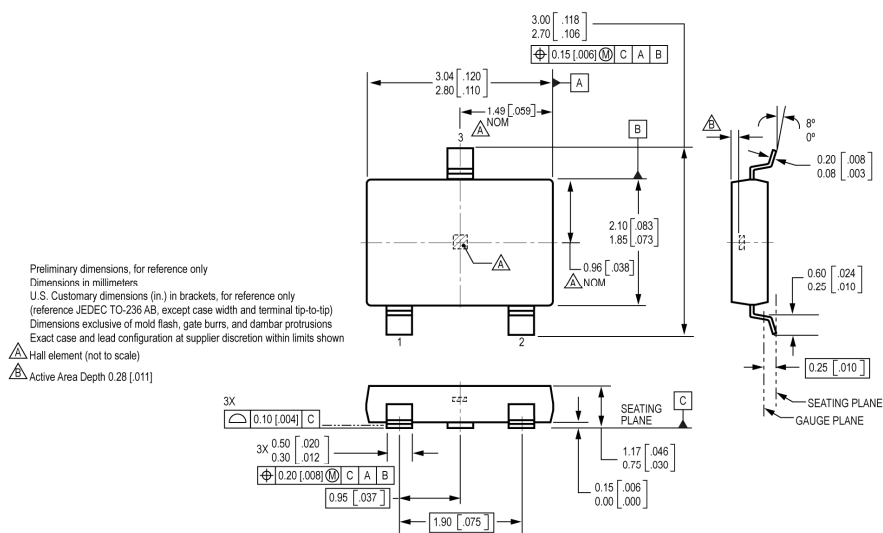 3.00 [ .118 ]
2.70 [ .106 ]
⌖ 0.15 [.006] Ⓜ C A B
3.04 [ .120 ]
2.80 [ .110 ]
A
1.49 [.059]
A NOM
3
B
B
8º
0º
0.20 [ .008 ]
0.08 [ .003 ]
2.10 [ .083 ]
1.85 [ .073 ]
A
0.96 [.038]
A NOM
1
2
0.60 [ .024 ]
0.25 [ .010 ]
0.25 [ .010 ]
SEATING PLANE
GAUGE PLANE
Preliminary dimensions, for reference only
Dimensions in millimeters
U.S. Customary dimensions (in.) in brackets, for reference only
(reference JEDEC TO-236 AB, except case width and terminal tip-to-tip)
Dimensions exclusive of mold flash, gate burrs, and dambar protrusions
Exact case and lead configuration at supplier discretion within limits shown
A Hall element (not to scale)
B Active Area Depth 0.28 [.011]
3X
⌓ 0.10 [.004] C
3X 0.50 [ .020 ]
0.30 [ .012 ]
⌖ 0.20 [.008] Ⓜ C A B
0.95 [ .037 ]
1.90 [ .075 ]
SEATING
PLANE
C
1.17 [ .046 ]
0.75 [ .030 ]
0.15 [ .006 ]
0.00 [ .000 ]